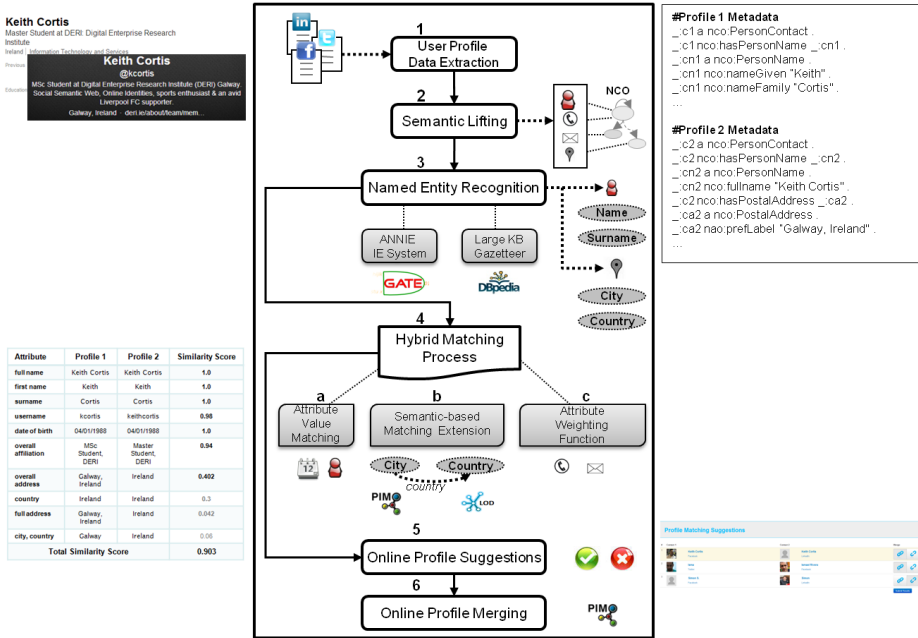 Keith Cortis
Master Student at DERI: Digital Enterprise Research
Institute
Ireland | Information Technology and Services
Previous
Education
Keith Cortis
@kcortis
MSc Student at Digital Enterprise Research Institute (DERI) Galway.
Social Semantic Web, Online Identities, sports enthusiast & an avid
Liverpool FC supporter.
Galway, Ireland · deri.ie/about/team/mem...
Attribute Profile 1 Profile 2 Similarity Score
full name Keith Cortis Keith Cortis 1.0
first name Keith Keith 1.0
surname Cortis Cortis 1.0
username kcortis keithcortis 0.98
date of birth 04/01/1988 04/01/1988 1.0
overall affiliation MSc Student, DERI Master Student, DERI 0.94
overall address Galway, Ireland Ireland 0.402
country Ireland Ireland 0.3
full address Galway, Ireland Ireland 0.042
city, country Galway Ireland 0.06
Total Similarity Score 0.903
in
1
User Profile
Data Extraction
2
Semantic Lifting
NCO
3
Named Entity Recognition
Name
Surname
City
Country
ANNIE
IE System
Large KB
Gazetteer
GATE
DBpedia
4
Hybrid Matching
Process
a
Attribute
Value
Matching
b
Semantic-based
Matching Extension
c
Attribute
Weighting
Function
12
City
Country
country
PIMO
LOD
5
Online Profile Suggestions
6
Online Profile Merging
PIMO
#Profile 1 Metadata
_:c1 a nco:PersonContact .
_:c1 nco:hasPersonName _:cn1 .
_:cn1 a nco:PersonName .
_:cn1 nco:nameGiven "Keith" .
_:cn1 nco:nameFamily "Cortis" .
...
#Profile 2 Metadata
_:c2 a nco:PersonContact .
_:c2 nco:hasPersonName _:cn2 .
_:cn2 a nco:PersonName .
_:cn2 nco:fullname "Keith Cortis" .
_:c2 nco:hasPostalAddress _:ca2 .
_:ca2 a nco:PostalAddress .
_:ca2 nao:prefLabel "Galway, Ireland" .
...
Profile Matching Suggestions